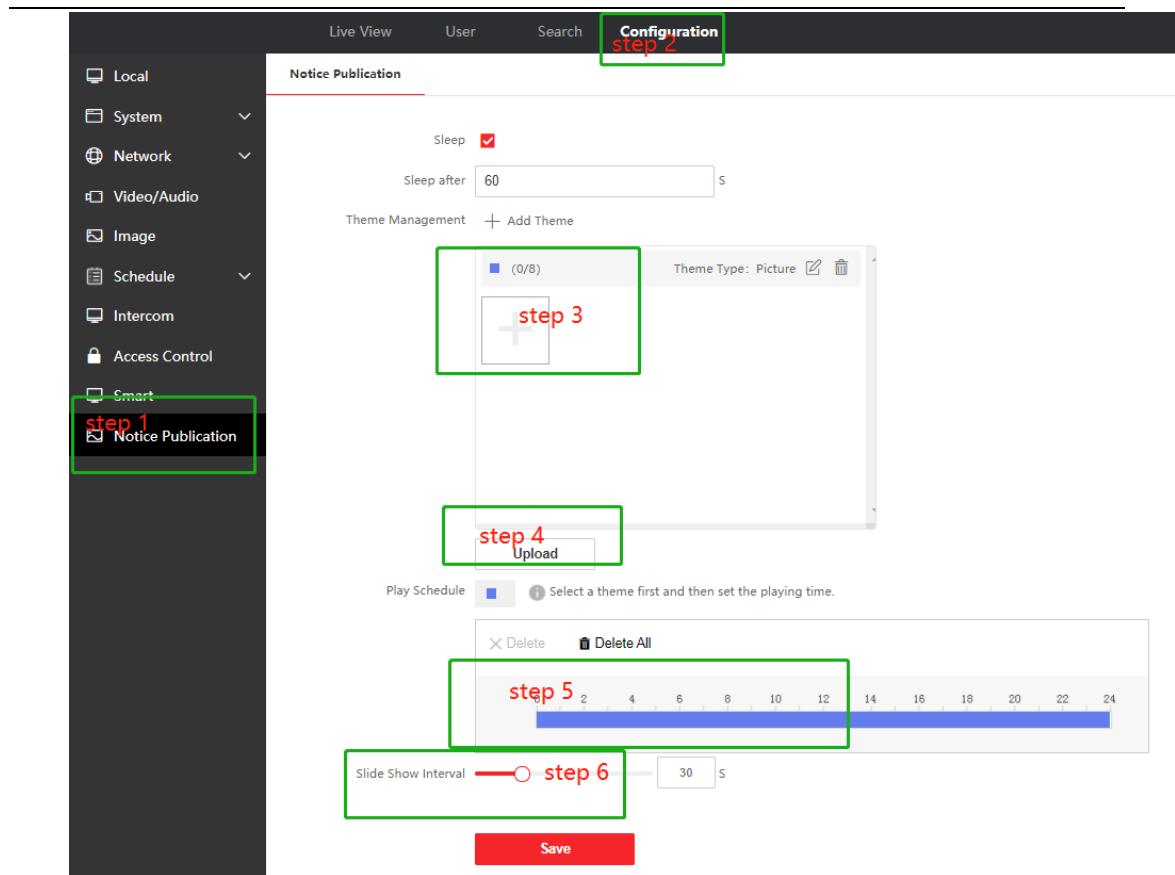 Live View User Search Configuration
step 2
Local
Notice Publication
System
Sleep
Network
Sleep after 60 S
Video/Audio
Theme Management + Add Theme
Image
(0/8) Theme Type: Picture
Schedule
step 3
Intercom
Access Control
Smart
step 1
Notice Publication
step 4
Upload
Play Schedule Select a theme first and then set the playing time.
Delete Delete All
step 5
0 2 4 6 8 10 12 14 16 18 20 22 24
Slide Show Interval step 6 30 S
Save